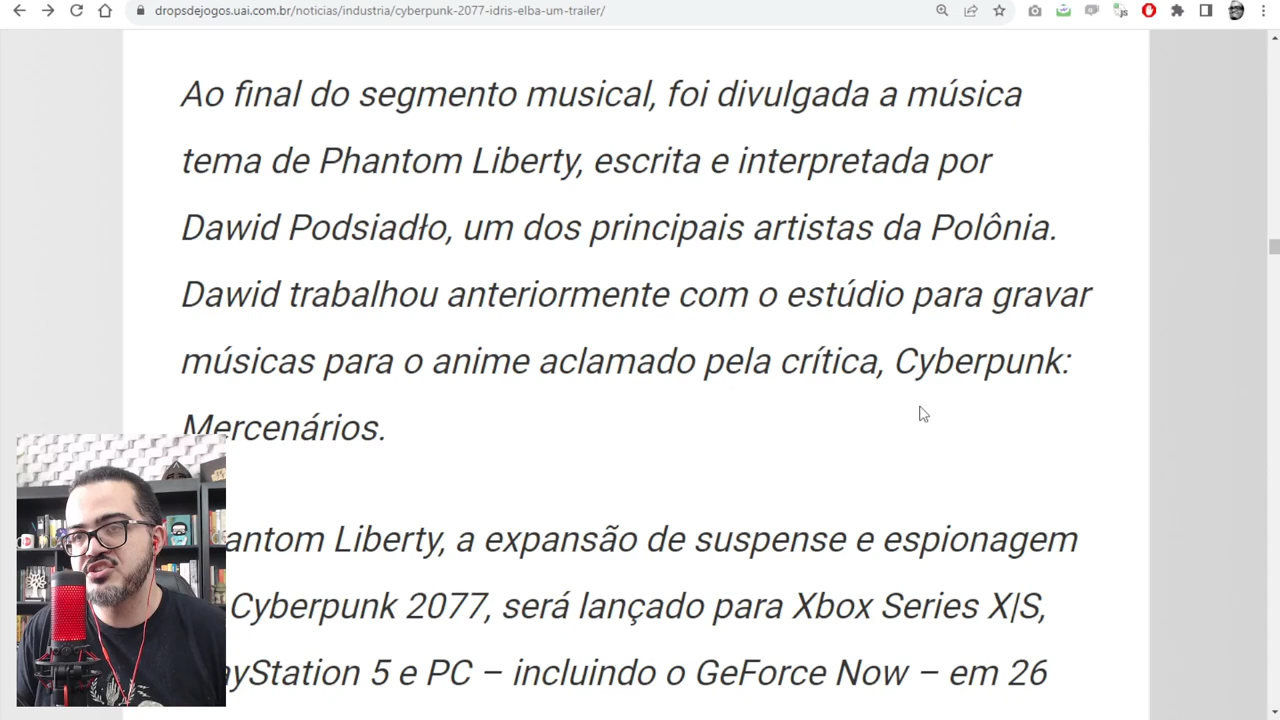 dropsdejogos.uai.com.br/noticias/industria/cyberpunk-2077-idris-elba-um-trailer/
Ao final do segmento musical, foi divulgada a música
tema de Phantom Liberty, escrita e interpretada por
Dawid Podsiadło, um dos principais artistas da Polônia.
Dawid trabalhou anteriormente com o estúdio para gravar
músicas para o anime aclamado pela crítica, Cyberpunk:
Mercenários.
antom Liberty, a expansão de suspense e espionagem
Cyberpunk 2077, será lançado para Xbox Series X|S,
ayStation 5 e PC – incluindo o GeForce Now – em 26